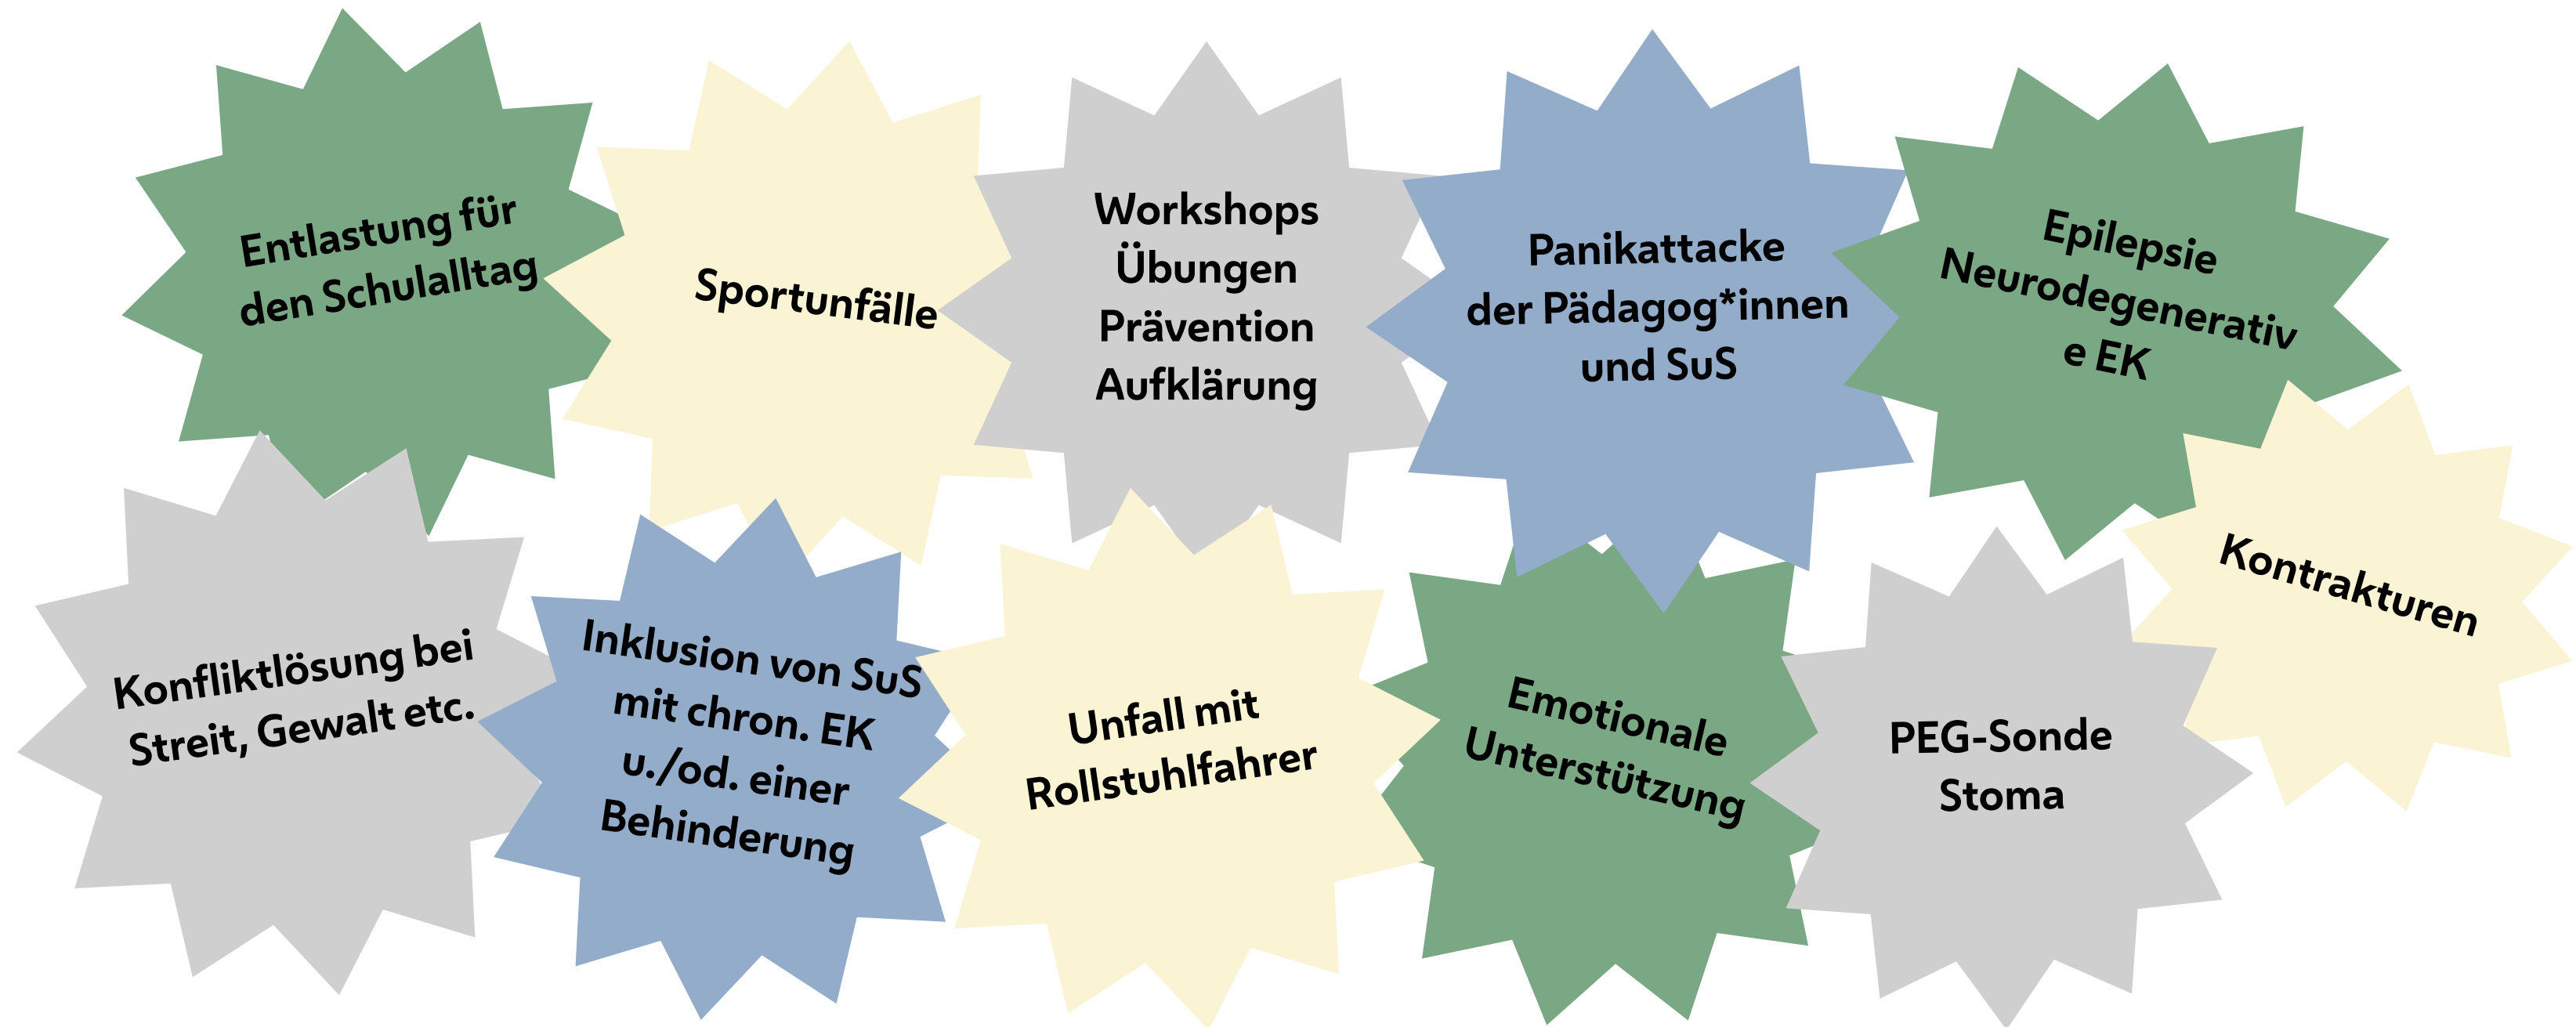 Entlastung für
den Schulalltag
Sportunfälle
Workshops
Übungen
Prävention
Aufklärung
Panikattacke
der Pädagog*innen
und SuS
Epilepsie
Neurodegenerativ
e EK
Kontrakturen
Konfliktlösung bei
Streit, Gewalt etc.
Inklusion von SuS
mit chron. EK
u./od. einer
Behinderung
Unfall mit
Rollstuhlfahrer
Emotionale
Unterstützung
PEG-Sonde
Stoma